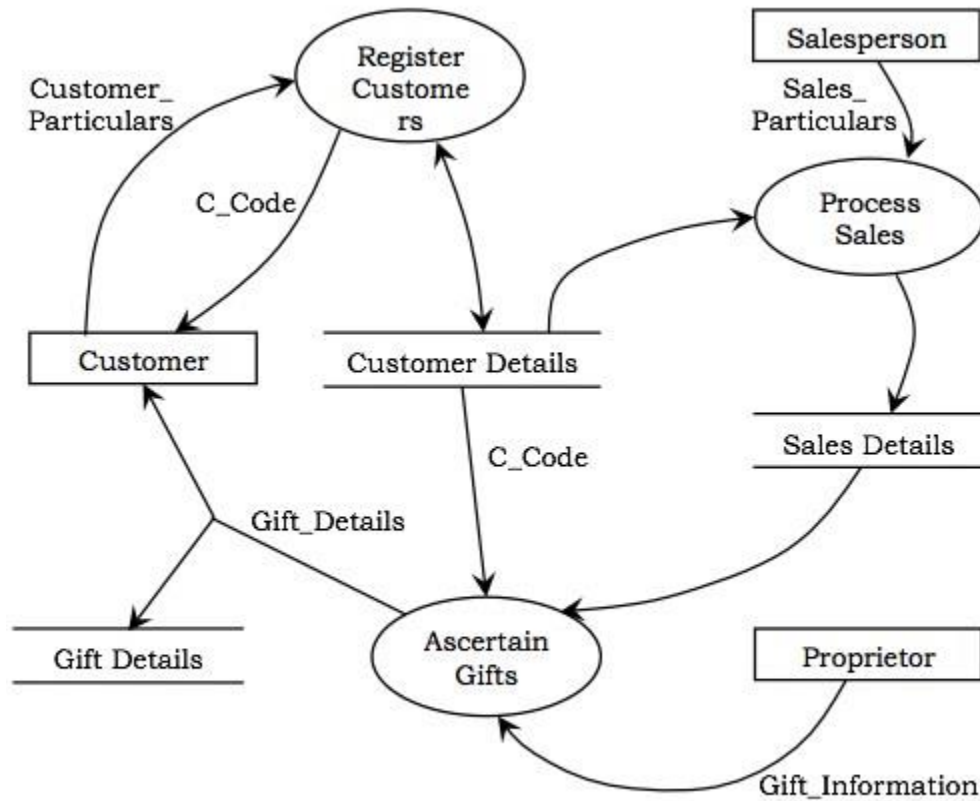 Register
Custome
rs
Salesperson
Customer_
Particulars
Sales_
Particulars
C_Code
Process
Sales
Customer
Customer Details
Sales Details
C_Code
Gift_Details
Gift Details
Ascertain
Gifts
Proprietor
Gift_Information